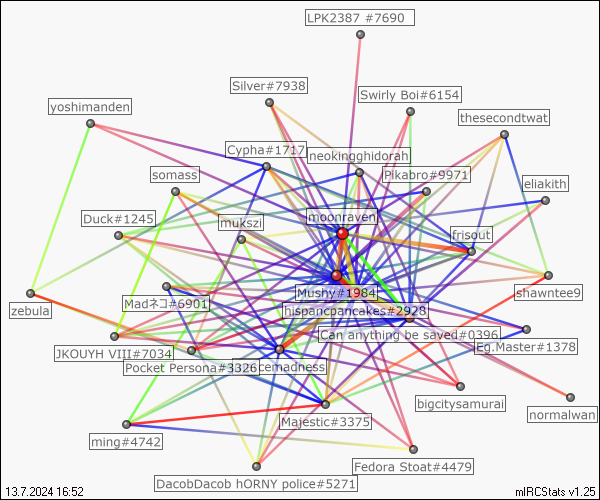 LPK2387 #7690
Silver#7938
Swirly Boi#6154
yoshimanden
thesecondtwat
Cypha#1717
neokingghidorah
somass
Pikabro#9971
eliakith
Duck#1245
mukszi
moonraven
frisout
Mushy#1984
shawntee9
zebula
Madネコ#6901
hispancpancakes#2928
Can anything be saved#0396
JKOUYH VIII#7034
Eg.Master#1378
Pocket Persona#3326
cemadness
bigcitysamurai
normalwan
Majestic#3375
ming#4742
Fedora Stoat#4479
DacobDacob hORNY police#5271
13.7.2024 16:52
mIRCStats v1.25